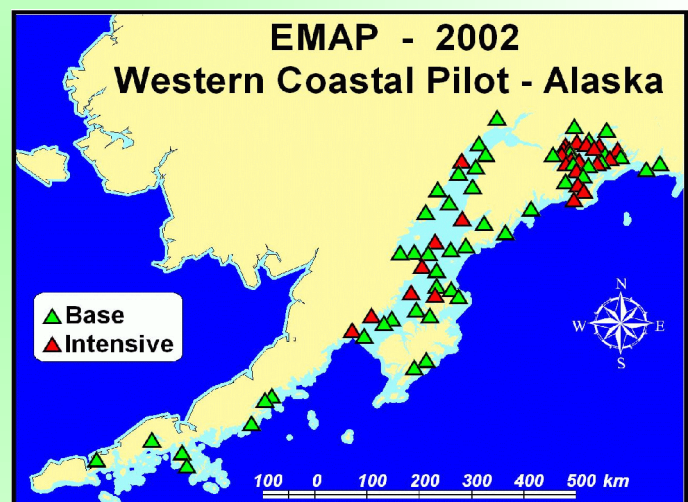 EMAP - 2002
Western Coastal Pilot - Alaska
Base
Intensive
N
W E
S
100 0 100 200 300 400 500 km